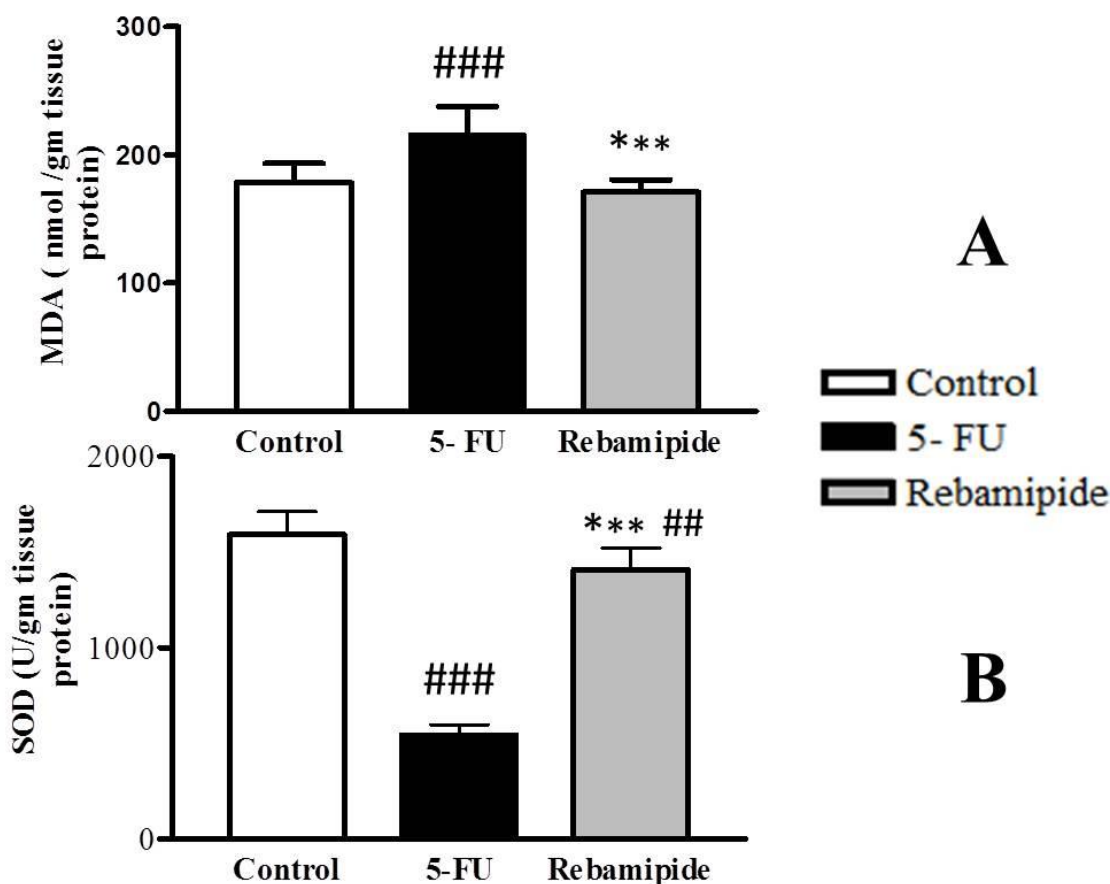 300
200
100
0
MDA ( nmol /gm tissue
protein)
###
***
Control 5- FU Rebamipide
A
Control
5- FU
Rebamipide
2000
1000
0
SOD (U/gm tissue
protein)
###
*** ##
Control 5-FU Rebamipide
B